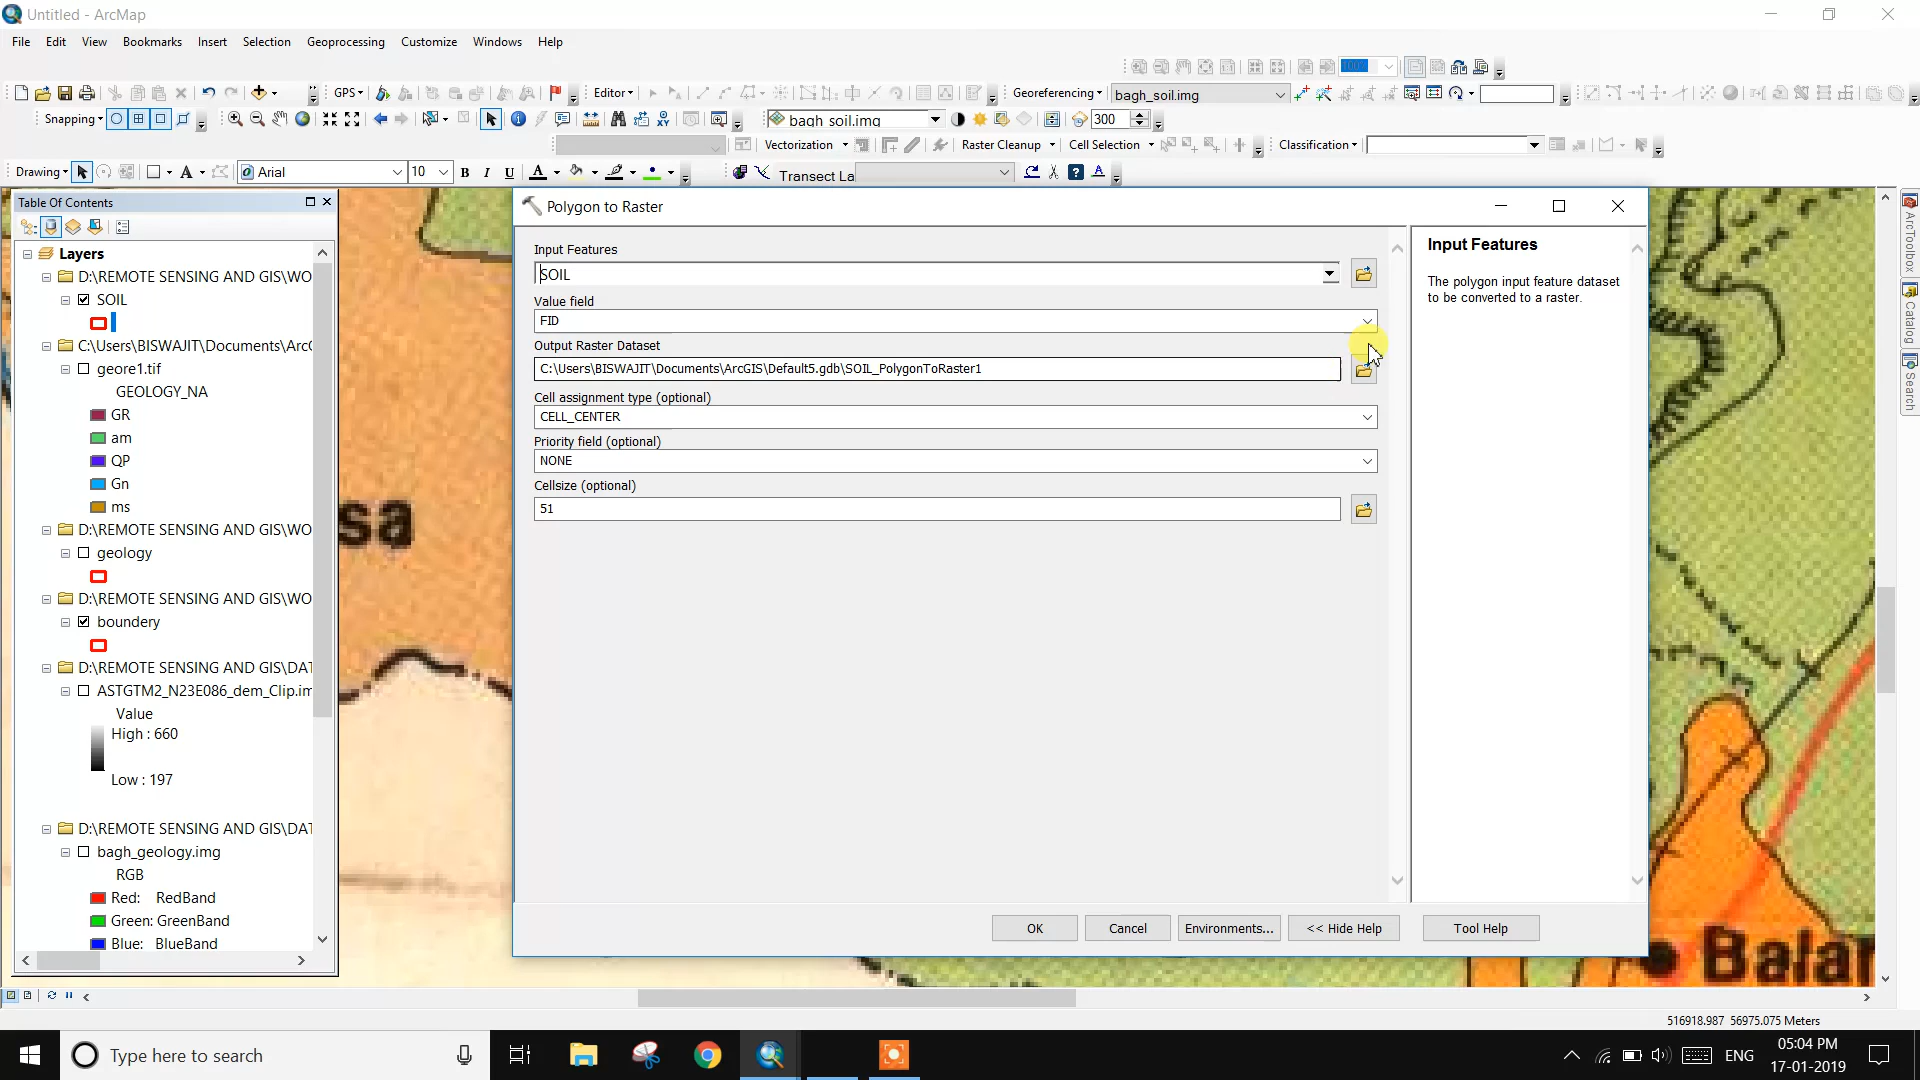 Untitled - ArcMap
File Edit View Bookmarks Insert Selection Geoprocessing Customize Windows Help
100%
GPS Editor Georeferencing bagh_soil.img
Snapping bagh_soil.img 300
Vectorization Raster Cleanup Cell Selection Classification
Drawing Arial 10 B I U A Transect La
Table Of Contents
Layers
D:\REMOTE SENSING AND GIS\WO
SOIL
C:\Users\BISWAJIT\Documents\Arc
geore1.tif
GEOLOGY_NA
GR
am
QP
Gn
ms
D:\REMOTE SENSING AND GIS\WO
geology
D:\REMOTE SENSING AND GIS\WO
boundery
D:\REMOTE SENSING AND GIS\DAT
ASTGTM2_N23E086_dem_Clip.im
Value
High : 660
Low : 197
D:\REMOTE SENSING AND GIS\DAT
bagh_geology.img
RGB
Red: RedBand
Green: GreenBand
Blue: BlueBand
Polygon to Raster
Input Features
SOIL
Value field
FID
Output Raster Dataset
C:\Users\BISWAJIT\Documents\ArcGIS\Default5.gdb\SOIL_PolygonToRaster1
Cell assignment type (optional)
CELL_CENTER
Priority field (optional)
NONE
Cellsize (optional)
51
OK Cancel Environments... << Hide Help Tool Help
Input Features
The polygon input feature dataset
to be converted to a raster.
ArcToolbox
Catalog
Search
sa
Balar
516918.987 56975.075 Meters
Type here to search
ENG
05:04 PM
17-01-2019